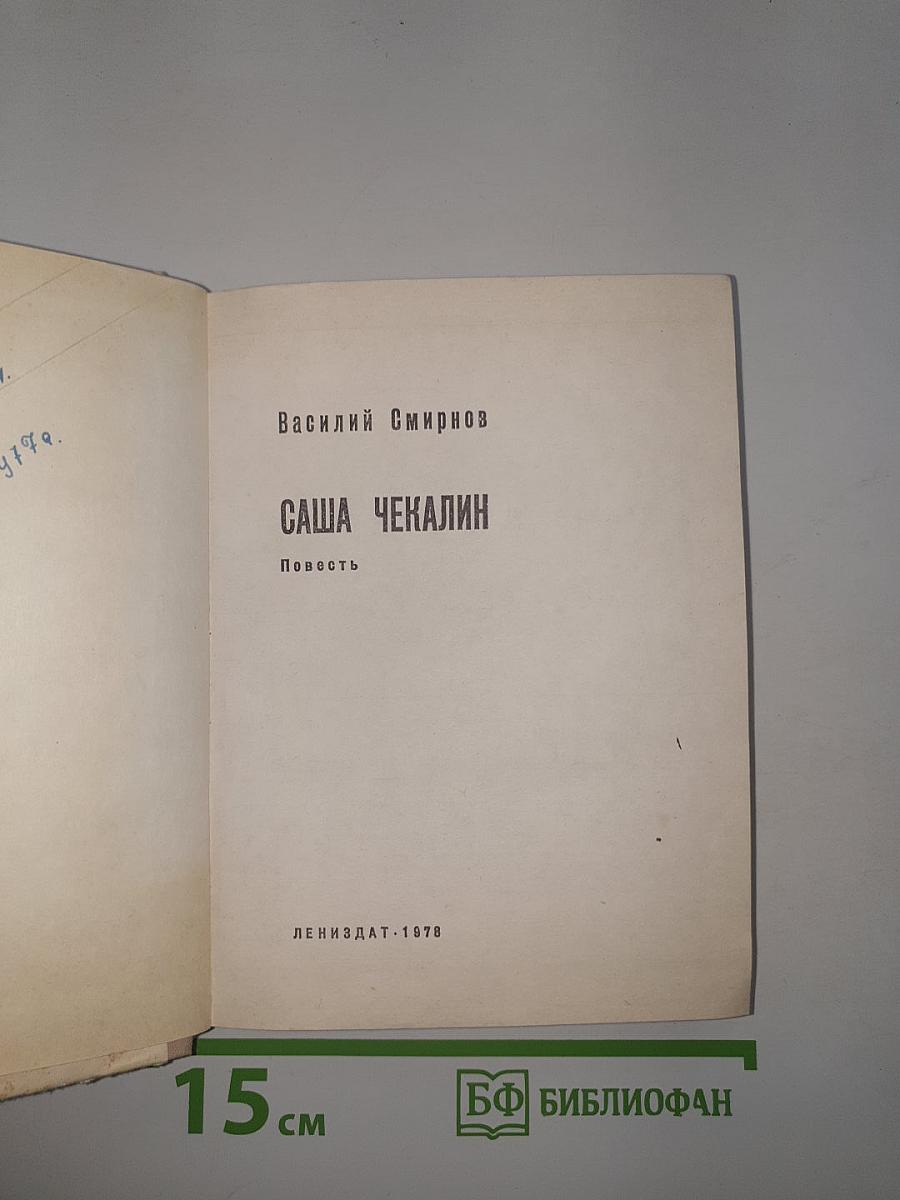 Василий Смирнов
САША ЧЕКАЛИН
Повесть
ЛЕНИЗДАТ·1978
15 см
БФ БИБЛИОФАН